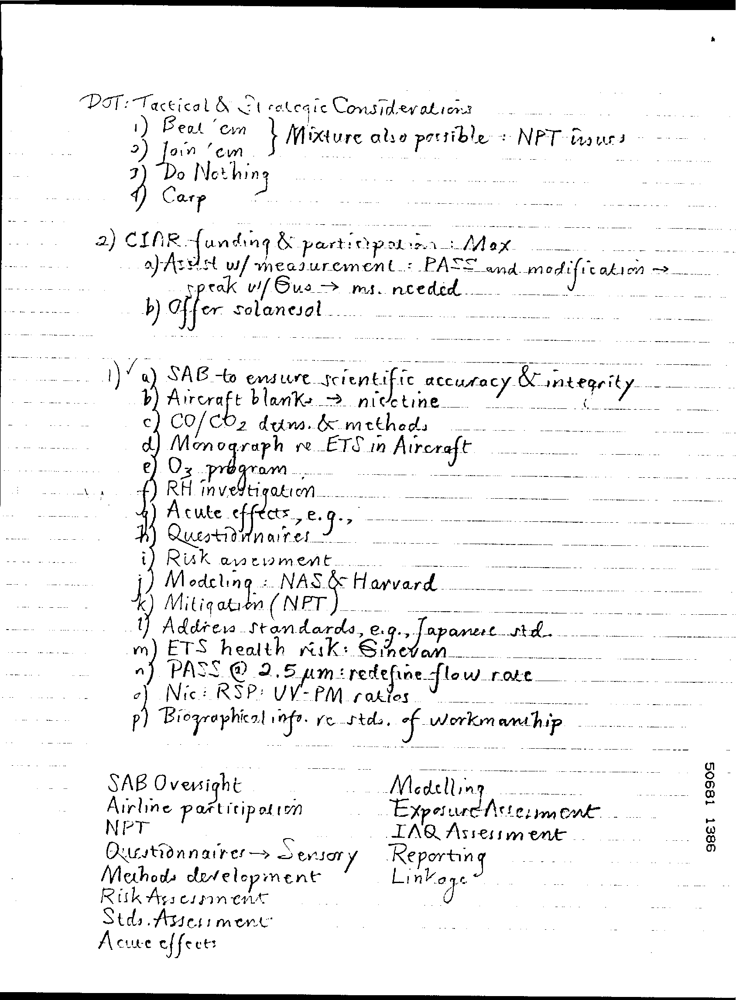 DOT: Tactical & Strategic Considerations
1) Beat 'em } Mixture also possible : NPT issues
2) Join 'em
3) Do Nothing
4) Carp
2) CIAR funding & participation : Max
a) Assist w/ measurement : PASS and modification →
speak w/ Gus → ms. needed
b) Offer solanesol
1) ✓ a) SAB to ensure scientific accuracy & integrity
b) Aircraft blanks → nicotine
c) CO/CO2 detns. & methods
d) Monograph re ETS in Aircraft
e) O3 program
f) RH investigation
g) Acute effects, e.g.,
h) Questionnaires
i) Risk assessment
j) Modeling : NAS & Harvard
k) Mitigation (NPT)
l) Address standards, e.g., Japanese std.
m) ETS health risk : Ginevan
n) PASS @ 2.5 µm : redefine flow rate
o) Nic : RSP : UV-PM ratios
p) Biographical info. re stds. of workmanship
SAB Oversight
Airline participation
NPT
Questionnaires → Sensory
Methods development
Risk Assessment
Stds. Assessment
Acute effects
Modelling
Exposure Assessment
IAQ Assessment
Reporting
Linkage
50681 1386